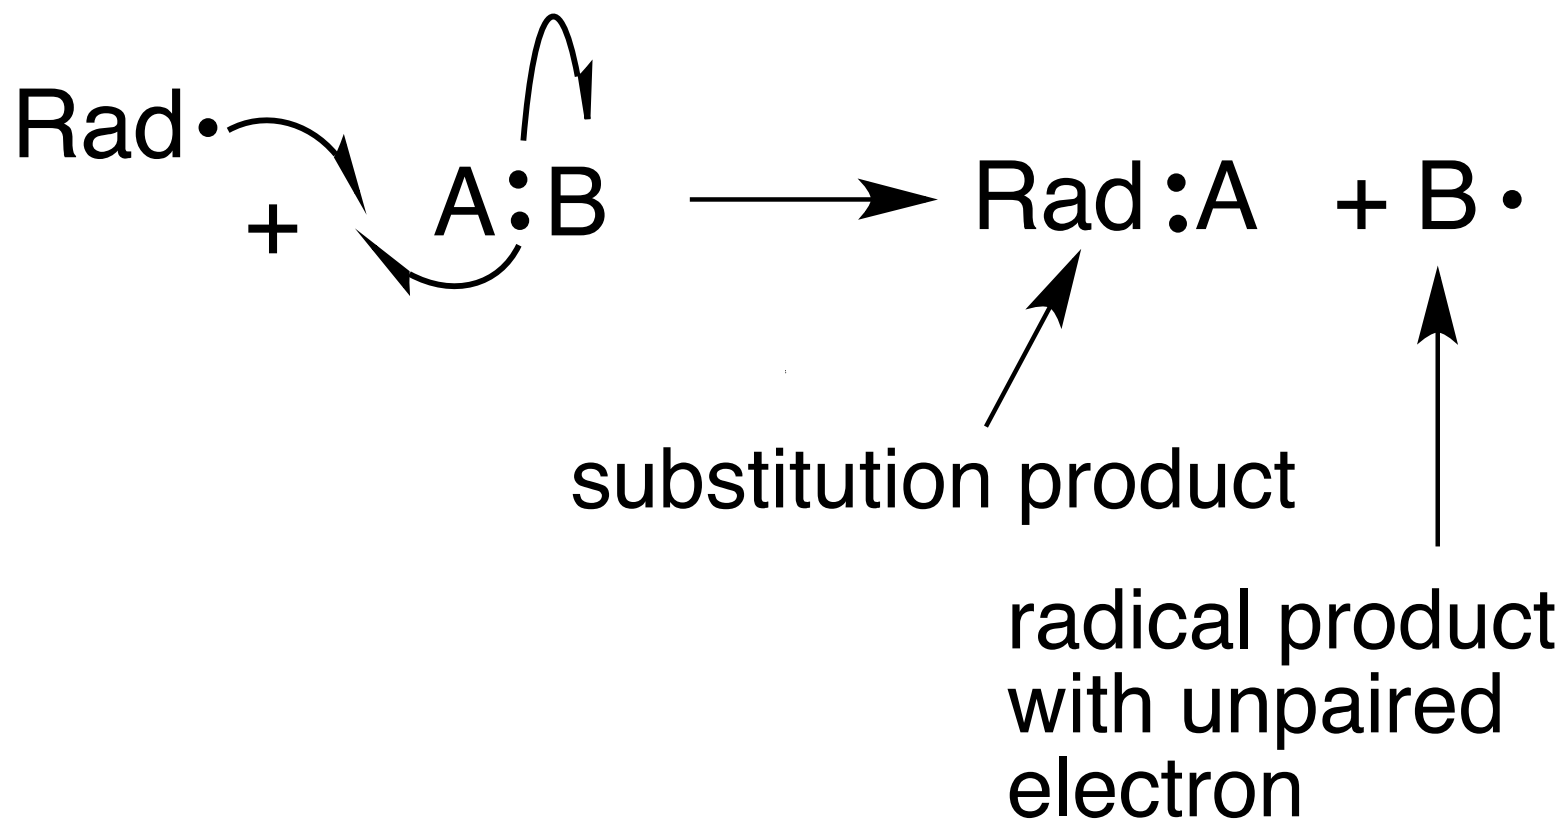 Rad• + A:B → Rad:A + B•
substitution product
radical product
with unpaired
electron